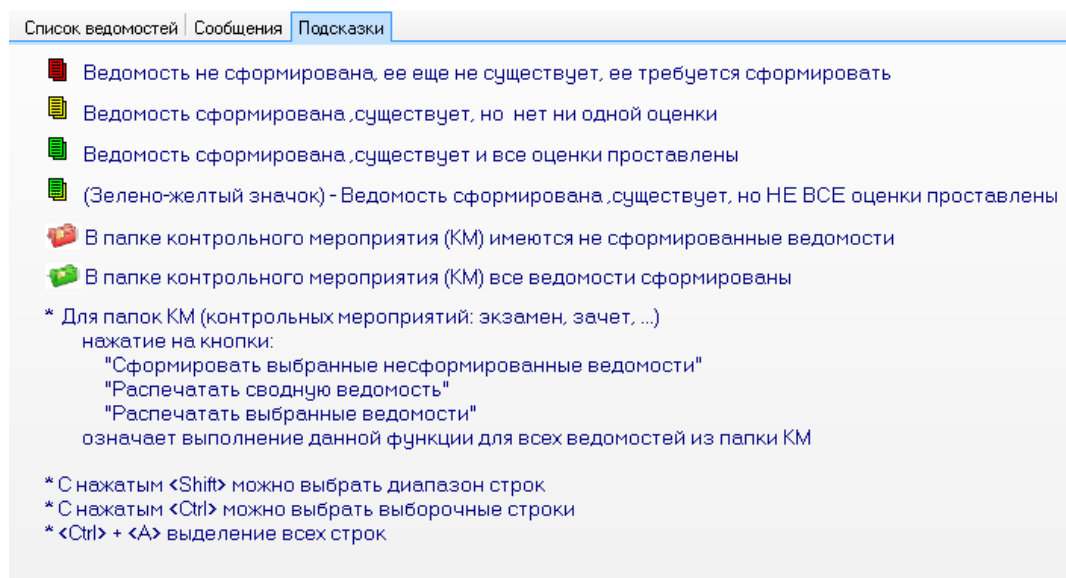 Список ведомостей Сообщения Подсказки
Ведомость не сформирована, ее еще не существует, ее требуется сформировать
Ведомость сформирована ,существует, но нет ни одной оценки
Ведомость сформирована ,существует и все оценки проставлены
(Зелено-желтый значок) - Ведомость сформирована ,существует, но НЕ ВСЕ оценки проставлены
В папке контрольного мероприятия (КМ) имеются не сформированные ведомости
В папке контрольного мероприятия (КМ) все ведомости сформированы
* Для папок КМ (контрольных мероприятий: экзамен, зачет, ...)
нажатие на кнопки:
"Сформировать выбранные несформированные ведомости"
"Распечатать сводную ведомость"
"Распечатать выбранные ведомости"
означает выполнение данной функции для всех ведомостей из папки КМ
* С нажатым <Shift> можно выбрать диапазон строк
* С нажатым <Ctrl> можно выбрать выборочные строки
* <Ctrl> + <A> выделение всех строк